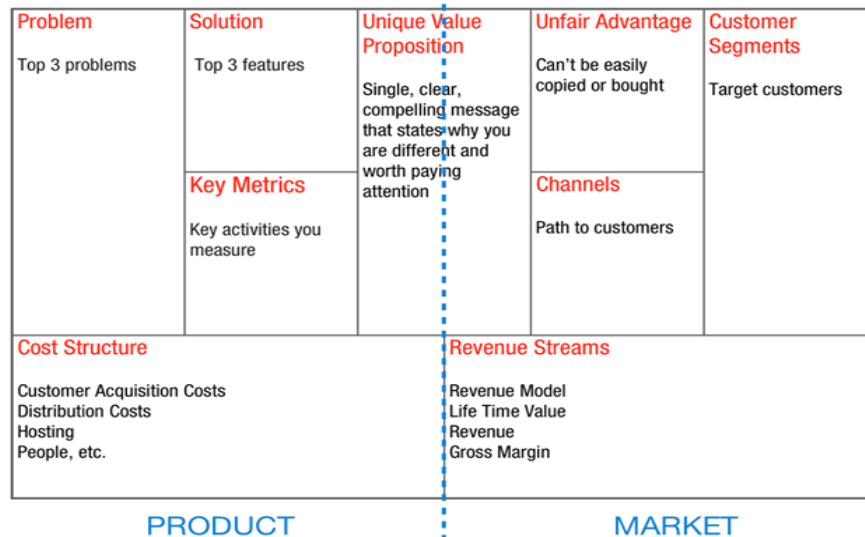 Problem
Top 3 problems
Solution
Top 3 features
Key Metrics
Key activities you
measure
Unique Value
Proposition
Single, clear,
compelling message
that states why you
are different and
worth paying
attention
Unfair Advantage
Can't be easily
copied or bought
Channels
Path to customers
Customer
Segments
Target customers
Cost Structure
Customer Acquisition Costs
Distribution Costs
Hosting
People, etc.
Revenue Streams
Revenue Model
Life Time Value
Revenue
Gross Margin
PRODUCT
MARKET